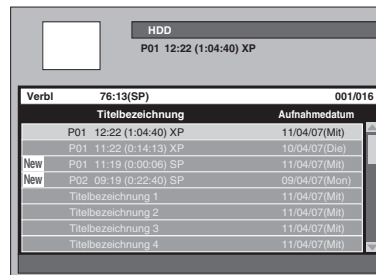 HDD
P01 12:22 (1:04:40) XP
Verbl 76:13(SP) 001/016
Titelbezeichnung Aufnahmedatum
P01 12:22 (1:04:40) XP 11/04/07(Mit)
P01 11:22 (0:14:13) XP 10/04/07(Die)
New P01 11:19 (0:00:06) SP 11/04/07(Mit)
New P02 09:19 (0:22:40) SP 09/04/07(Mon)
Titelbezeichnung 1 11/04/07(Mit)
Titelbezeichnung 2 11/04/07(Mit)
Titelbezeichnung 3 11/04/07(Mit)
Titelbezeichnung 4 11/04/07(Mit)